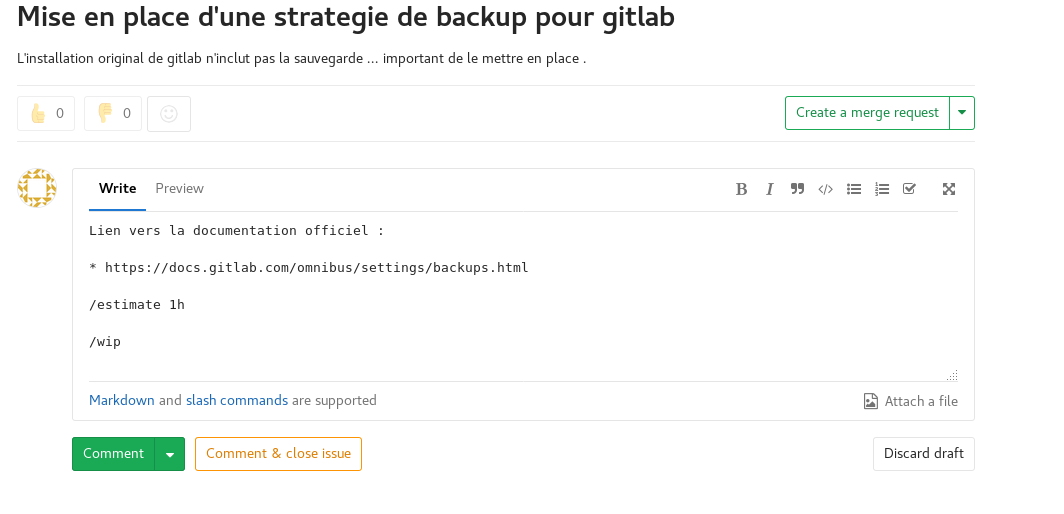 Mise en place d'une strategie de backup pour gitlab
L'installation original de gitlab n'inclut pas la sauvegarde ... important de le mettre en place .
0 0 Create a merge request
Write Preview
Lien vers la documentation officiel :
* https://docs.gitlab.com/omnibus/settings/backups.html
/estimate 1h
/wip
Markdown and slash commands are supported Attach a file
Comment Comment & close issue Discard draft